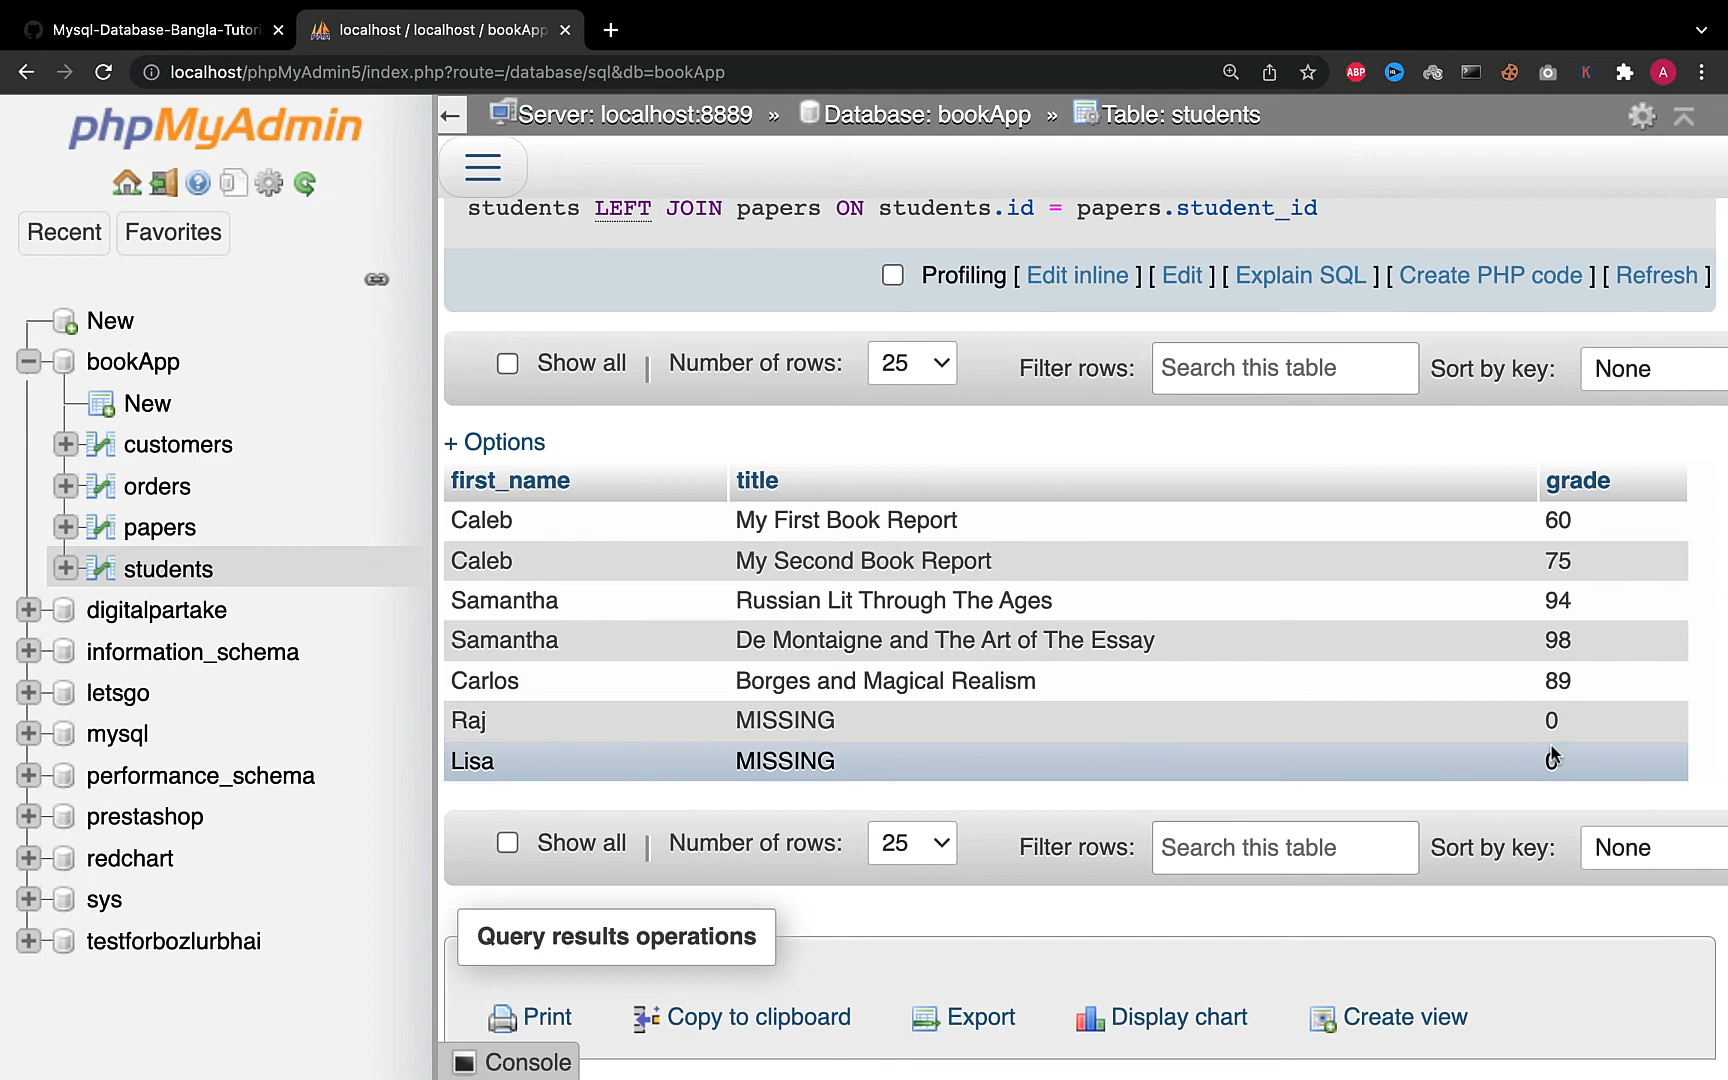 Mysql-Database-Bangla-Tutori
localhost / localhost / bookApp
localhost/phpMyAdmin5/index.php?route=/database/sql&db=bookApp
ABP
K
A
phpMyAdmin
Recent
Favorites
New
bookApp
New
customers
orders
papers
students
digitalpartake
information_schema
letsgo
mysql
performance_schema
prestashop
redchart
sys
testforbozlurbhai
Server: localhost:8889 » Database: bookApp » Table: students
students LEFT JOIN papers ON students.id = papers.student_id
Profiling [ Edit inline ] [ Edit ] [ Explain SQL ] [ Create PHP code ] [ Refresh ]
Show all | Number of rows: 25 Filter rows: Search this table Sort by key: None
+ Options
first_name title grade
Caleb My First Book Report 60
Caleb My Second Book Report 75
Samantha Russian Lit Through The Ages 94
Samantha De Montaigne and The Art of The Essay 98
Carlos Borges and Magical Realism 89
Raj MISSING 0
Lisa MISSING 0
Show all | Number of rows: 25 Filter rows: Search this table Sort by key: None
Query results operations
Print Copy to clipboard Export Display chart Create view
Console